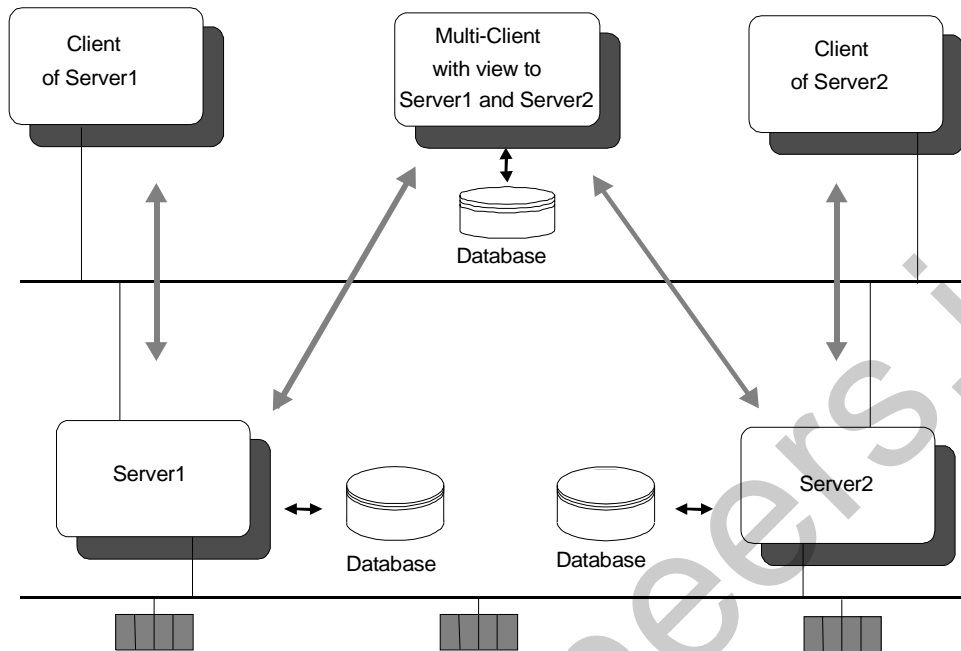 Client
of Server1
Multi-Client
with view to
Server1 and Server2
Client
of Server2
Database
Server1
Database
Database
Server2
eers.i